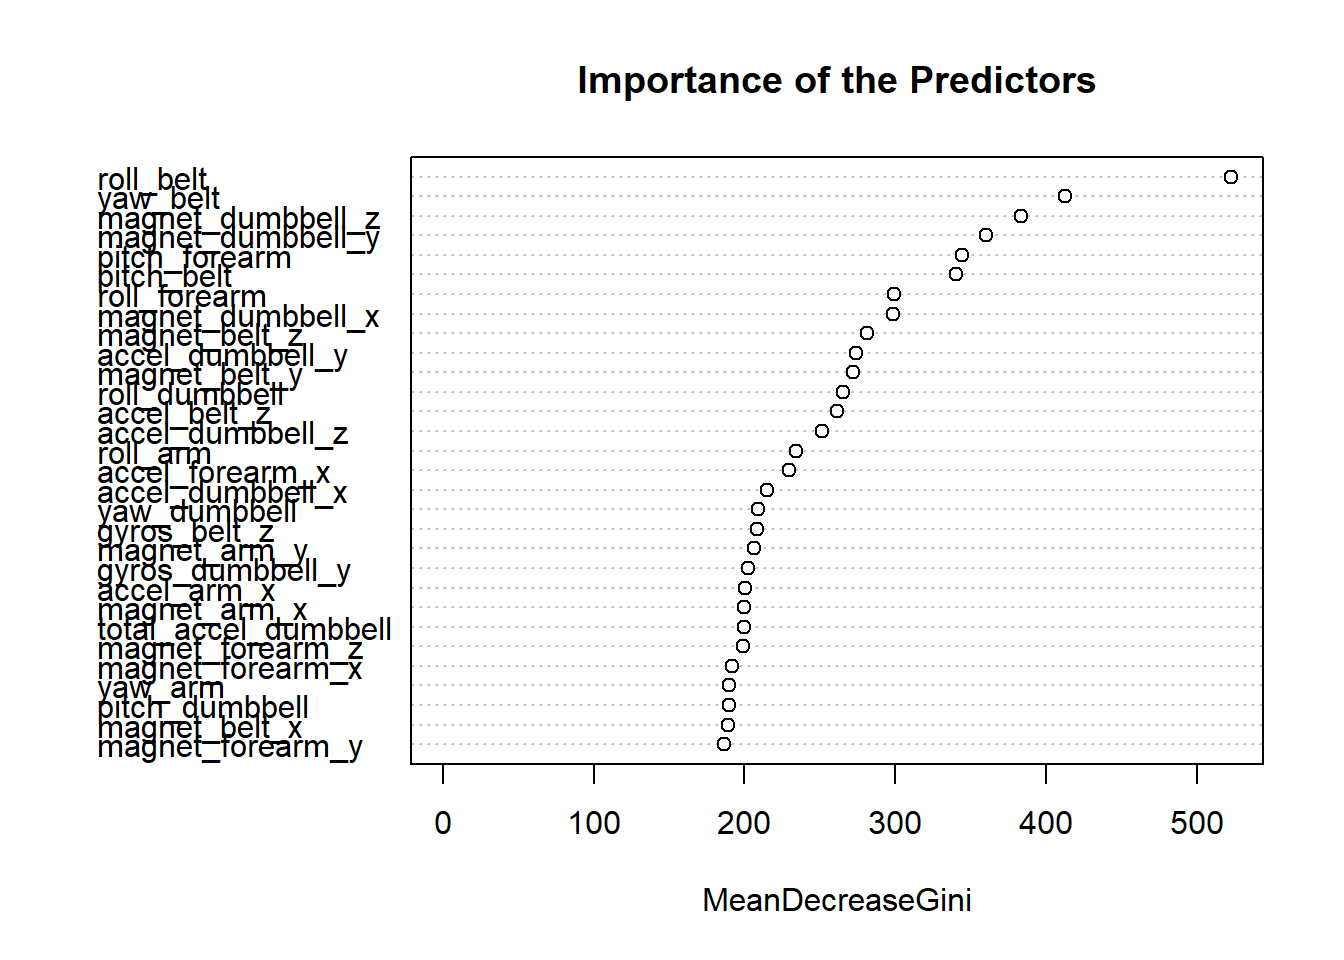 Importance of the Predictors
roll_belt
yaw_belt
magnet_dumbbell_z
magnet_dumbbell_y
pitch_forearm
pitch_belt
roll_forearm
magnet_dumbbell_x
magnet_belt_z
accel_dumbbell_y
magnet_belt_y
roll_dumbbell
accel_belt_z
accel_dumbbell_z
roll_arm
accel_forearm_x
accel_dumbbell_x
yaw_dumbbell
gyros_belt_z
magnet_arm_y
gyros_dumbbell_y
accel_arm_x
magnet_arm_x
total_accel_dumbbell
magnet_forearm_z
magnet_forearm_x
yaw_arm
pitch_dumbbell
magnet_belt_x
magnet_forearm_y
0 100 200 300 400 500
MeanDecreaseGini